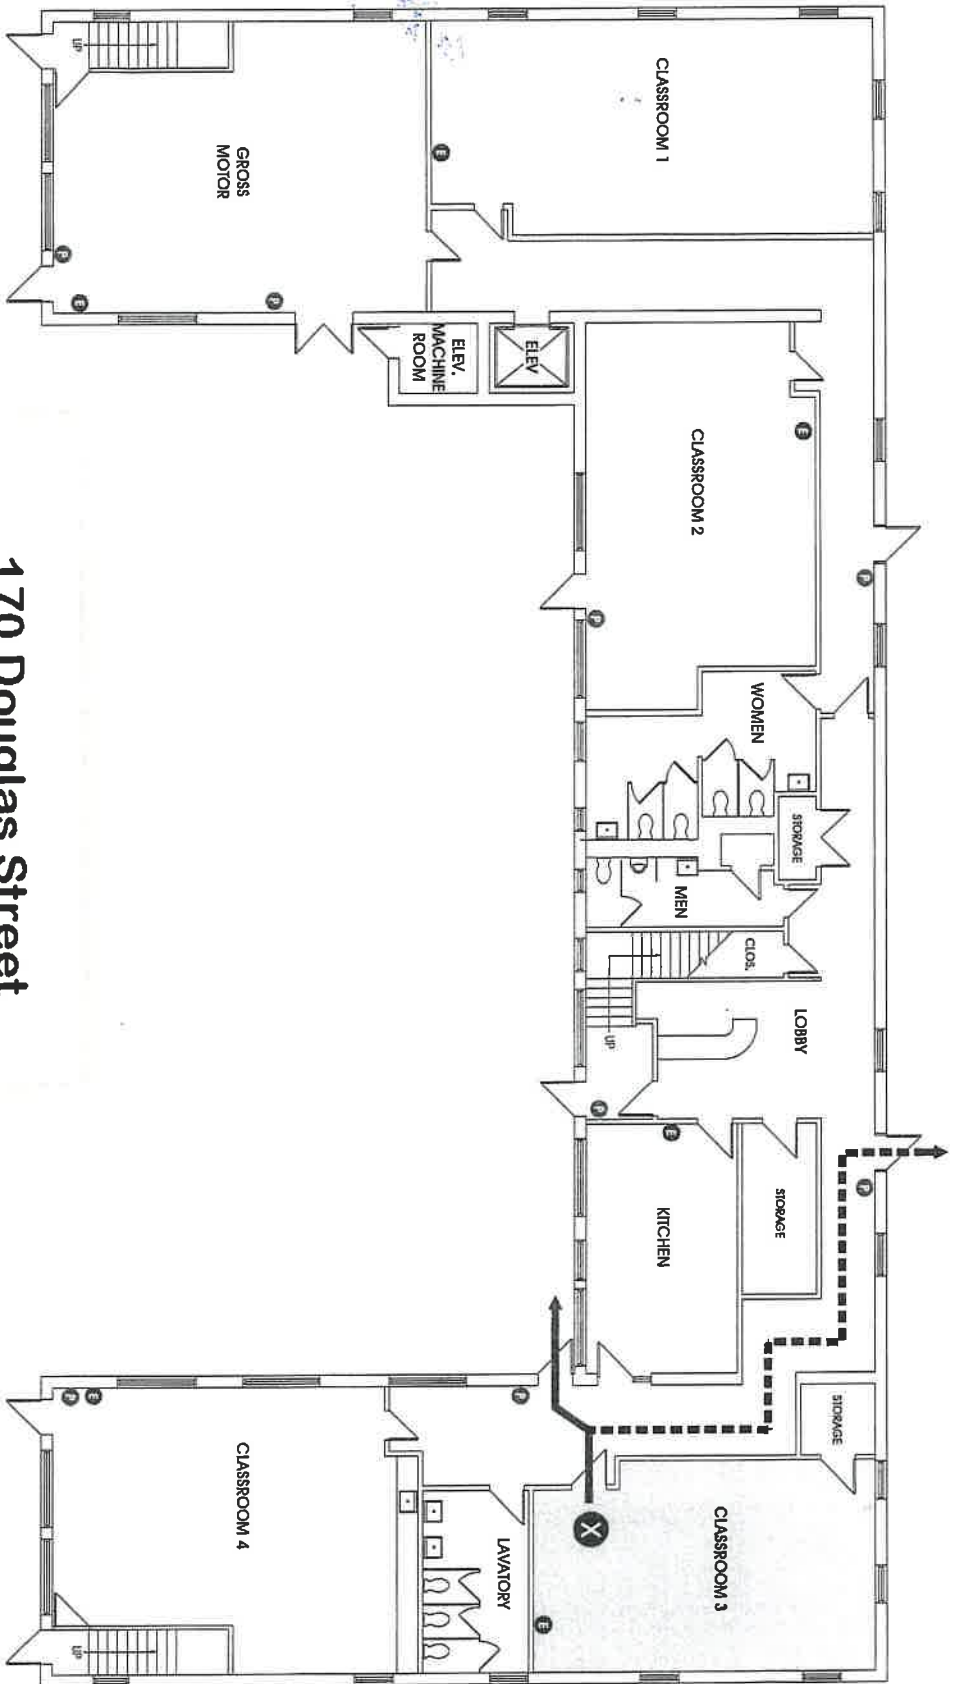 P
P
STORAGE
E
LOBBY
STORAGE
STORAGE
WOMEN
CLOS.
CLASSROOM 3
CLASSROOM 2
MEN
E
CLASSROOM 1
KITCHEN
UP
P
P
X
E
ELEV
P
LAVATORY
ELEV.
MACHINE
ROOM
E
P
GROSS
MOTOR
CLASSROOM 4
E
E
P
P
UP
UP
170 Douglas Street